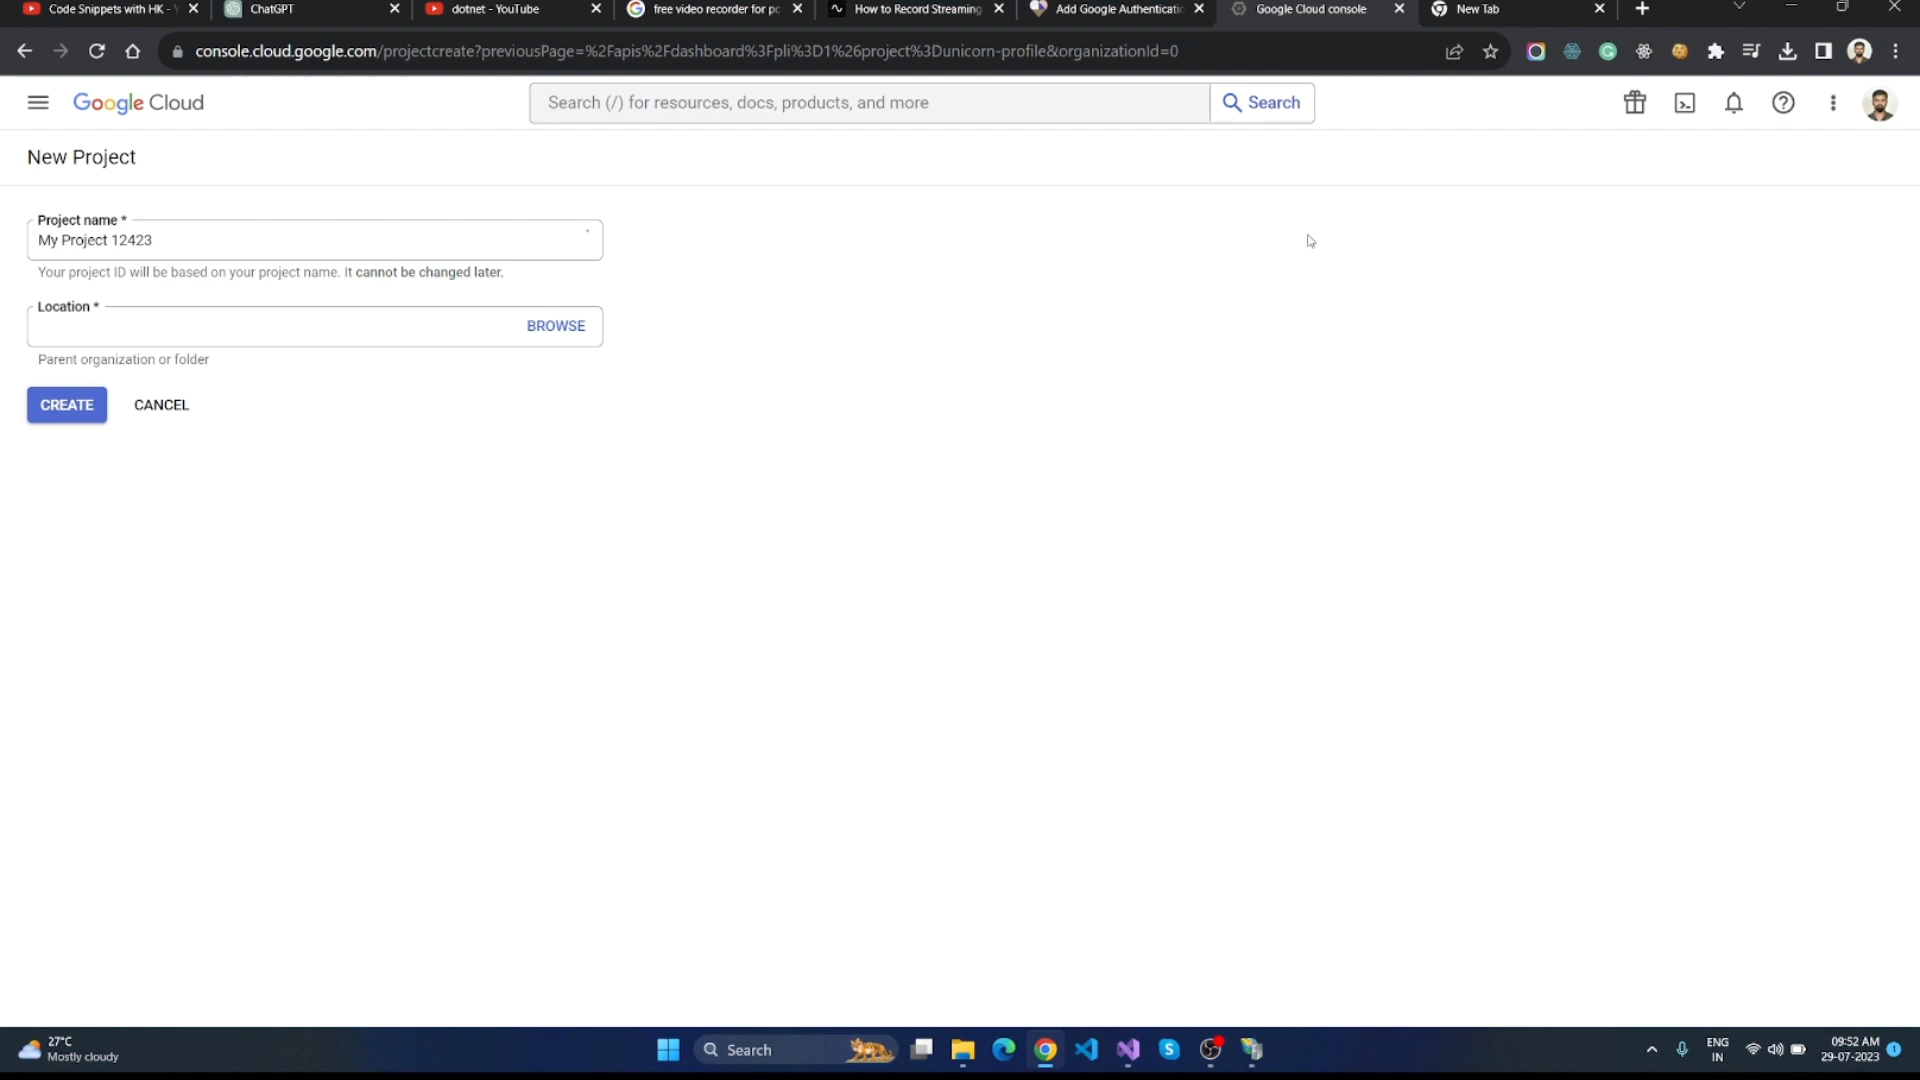 Code Snippets with HK -
ChatGPT
dotnet - YouTube
free video recorder for pc
How to Record Streaming
Add Google Authenticatic
Google Cloud console
New Tab
console.cloud.google.com/projectcreate?previousPage=%2Fapis%2Fdashboard%3Fpli%3D1%26project%3Dunicorn-profile&organizationId=0
Google Cloud
Search (/) for resources, docs, products, and more
Search
New Project
Project name *
My Project 12423
Your project ID will be based on your project name. It cannot be changed later.
Location *
BROWSE
Parent organization or folder
CREATE
CANCEL
27°C
Mostly cloudy
Search
ENG
IN
09:52 AM
29-07-2023
1